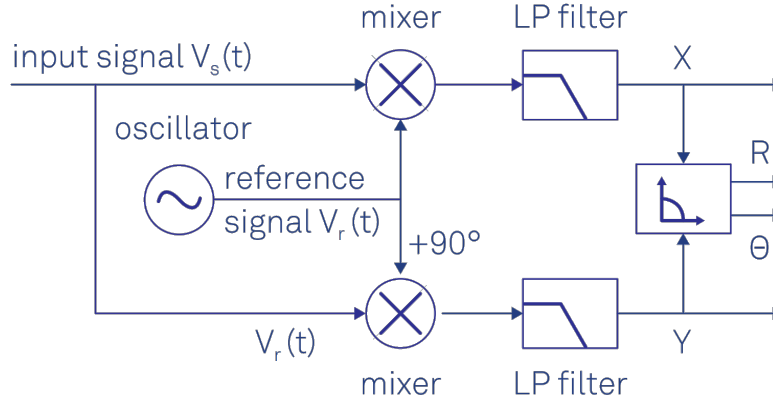 mixer
LP filter
input signal Vₛ(t)
X
oscillator
R
reference
signal Vᵣ(t)
+90°
Θ
Vᵣ(t)
Y
mixer
LP filter